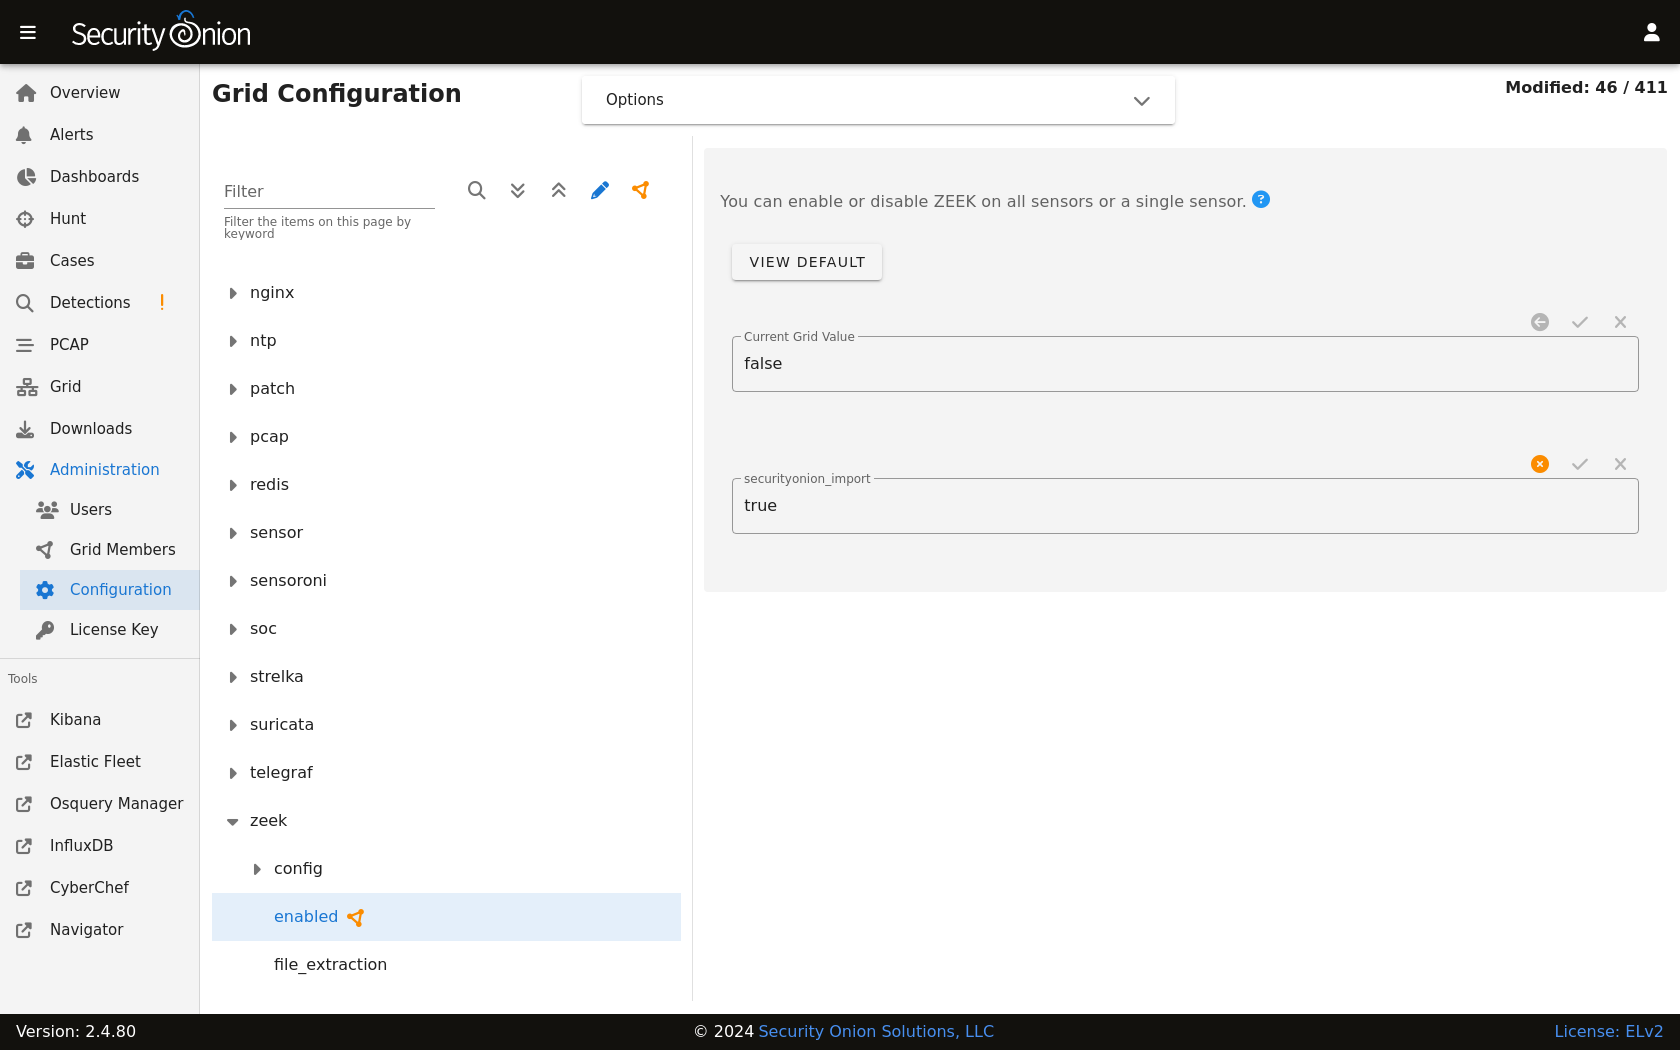 Security Onion
Overview
Alerts
Dashboards
Hunt
Cases
Detections !
PCAP
Grid
Downloads
Administration
Users
Grid Members
Configuration
License Key
Tools
Kibana
Elastic Fleet
Osquery Manager
InfluxDB
CyberChef
Navigator
Grid Configuration
Options
Modified: 46 / 411
Filter
Filter the items on this page by
keyword
nginx
ntp
patch
pcap
redis
sensor
sensoroni
soc
strelka
suricata
telegraf
zeek
config
enabled
file_extraction
You can enable or disable ZEEK on all sensors or a single sensor. ?
VIEW DEFAULT
Current Grid Value
false
securityonion_import
true
Version: 2.4.80
© 2024 Security Onion Solutions, LLC
License: ELv2